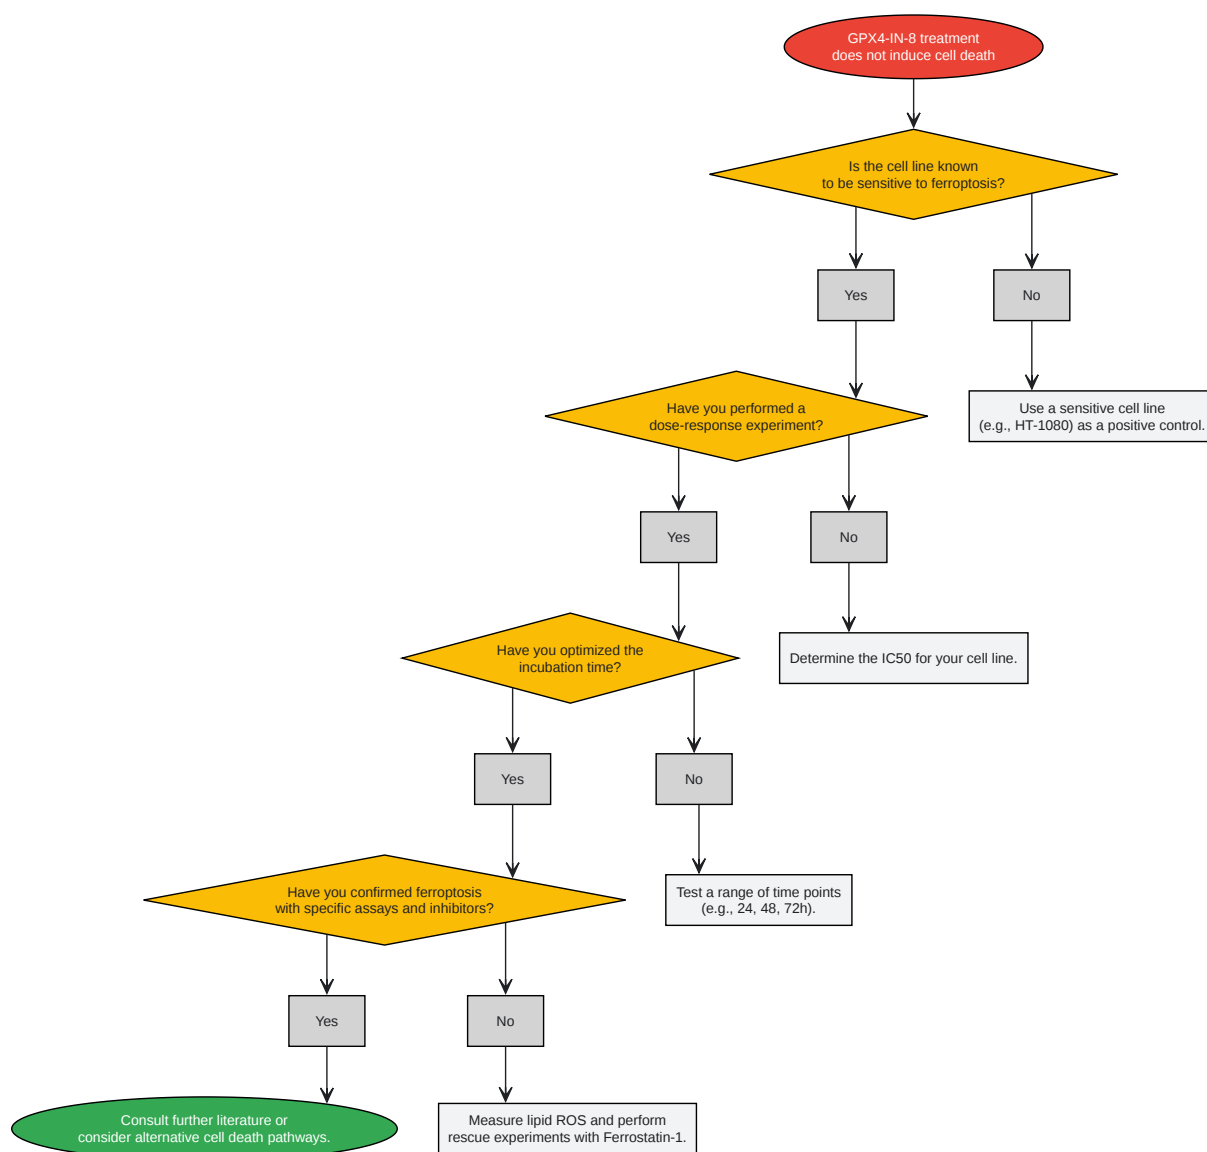 GPX4-IN-8 treatment
does not induce cell death
Is the cell line known
to be sensitive to ferroptosis?
Yes
No
Have you performed a
dose-response experiment?
Use a sensitive cell line
(e.g., HT-1080) as a positive control.
Yes
No
Have you optimized the
incubation time?
Determine the IC50 for your cell line.
Yes
No
Have you confirmed ferroptosis
with specific assays and inhibitors?
Test a range of time points
(e.g., 24, 48, 72h).
Yes
No
Consult further literature or
consider alternative cell death pathways.
Measure lipid ROS and perform
rescue experiments with Ferrostatin-1.